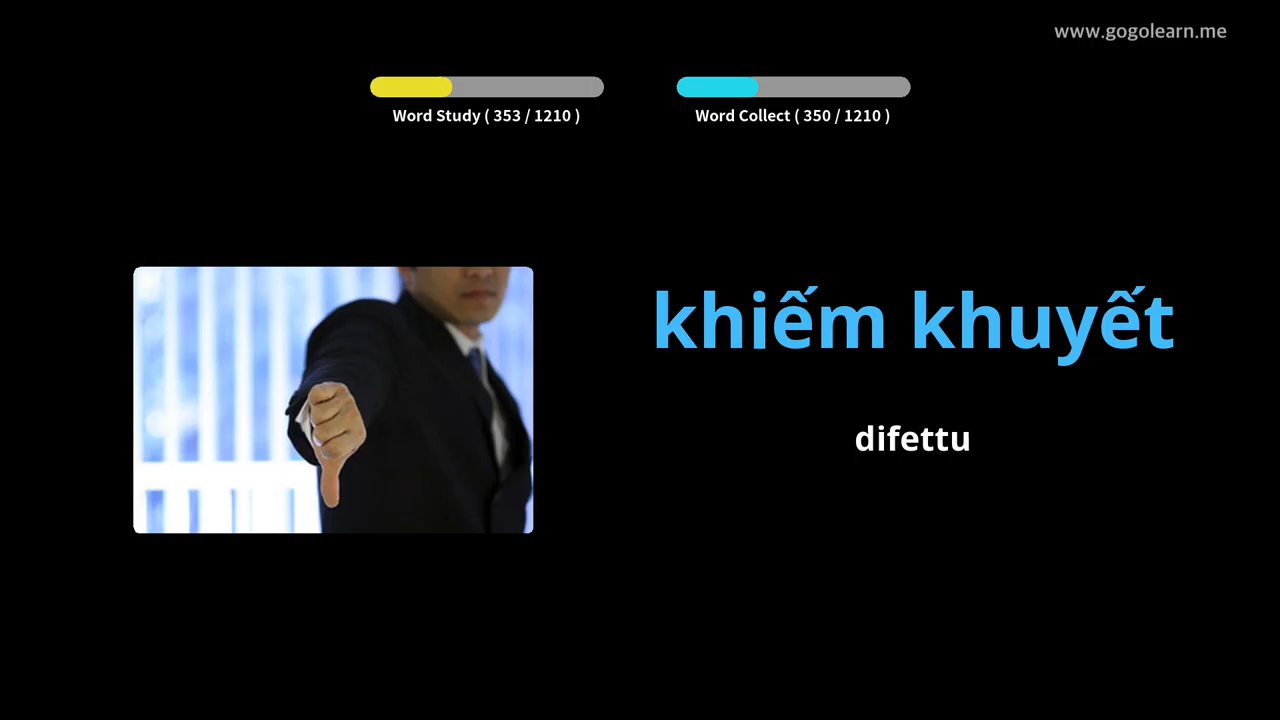 www.gogolearn.me
Word Study ( 353 / 1210 )
Word Collect ( 350 / 1210 )
khiếm khuyết
difettu